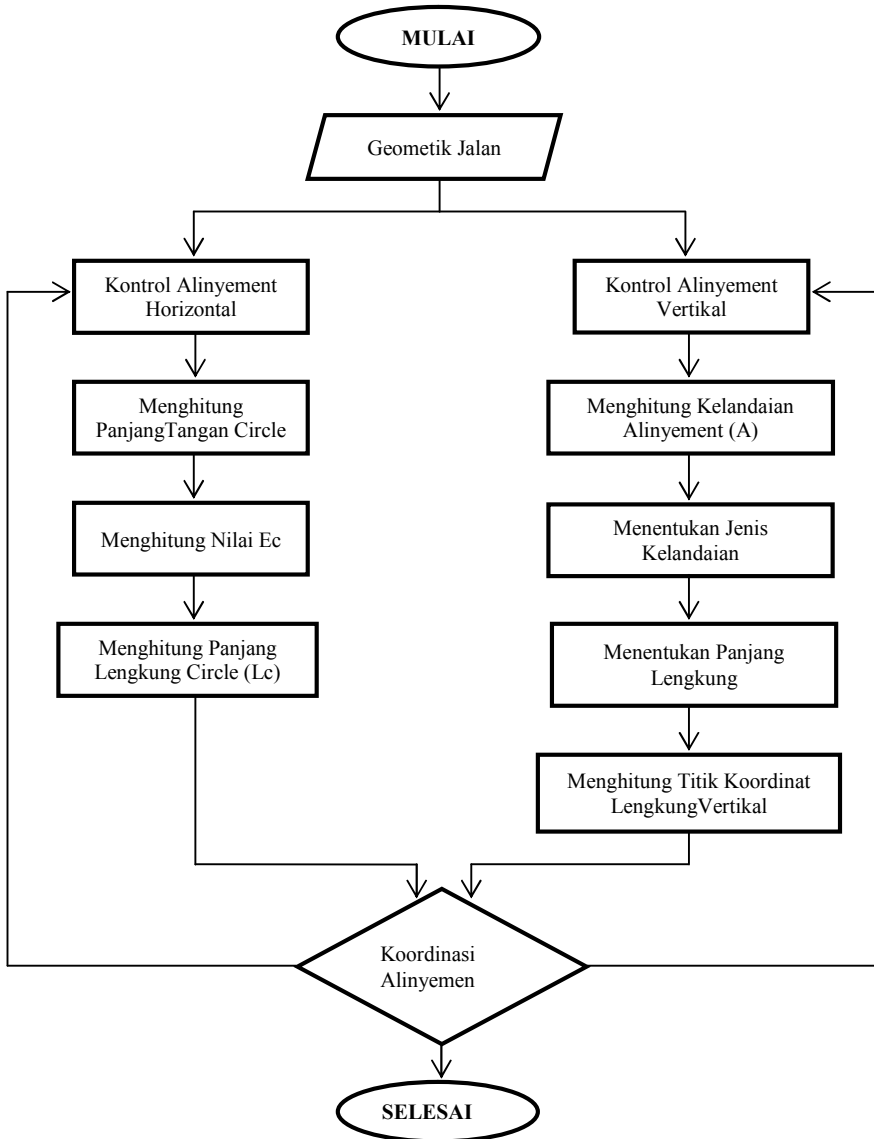 MULAI
Geometik Jalan
Kontrol Alinyement
Horizontal
Menghitung
PanjangTangan Circle
Menghitung Nilai Ec
Menghitung Panjang
Lengkung Circle (Lc)
Kontrol Alinyement
Vertikal
Menghitung Kelandaian
Alinyement (A)
Menentukan Jenis
Kelandaian
Menentukan Panjang
Lengkung
Menghitung Titik Koordinat
LengkungVertikal
Koordinasi
Alinyemen
SELESAI